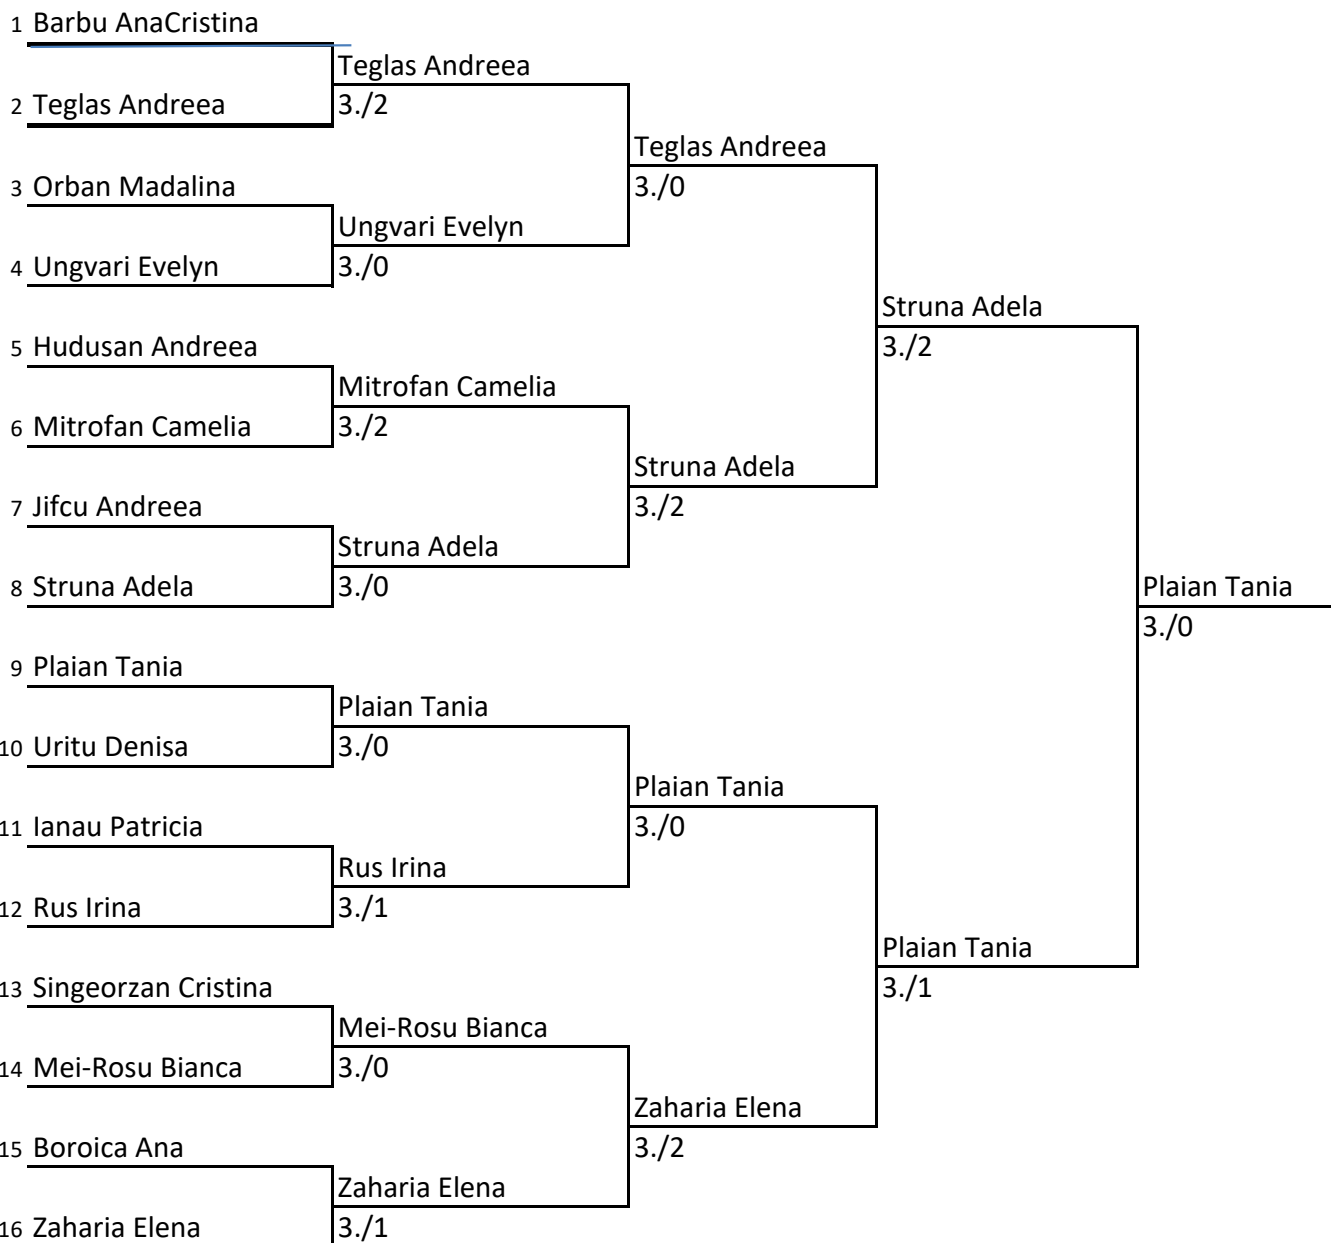 1 Barbu AnaCristina
Teglas Andreea
2 Teglas Andreea 3./2
Teglas Andreea
3 Orban Madalina 3./0
Ungvari Evelyn
4 Ungvari Evelyn 3./0
Struna Adela
5 Hudusan Andreea 3./2
Mitrofan Camelia
6 Mitrofan Camelia 3./2
Struna Adela
7 Jifcu Andreea 3./2
Struna Adela
8 Struna Adela 3./0 Plaian Tania
3./0
9 Plaian Tania
Plaian Tania
10 Uritu Denisa 3./0
Plaian Tania
11 Ianau Patricia 3./0
Rus Irina
12 Rus Irina 3./1
Plaian Tania
13 Singeorzan Cristina 3./1
Mei-Rosu Bianca
14 Mei-Rosu Bianca 3./0
Zaharia Elena
15 Boroica Ana 3./2
Zaharia Elena
16 Zaharia Elena 3./1